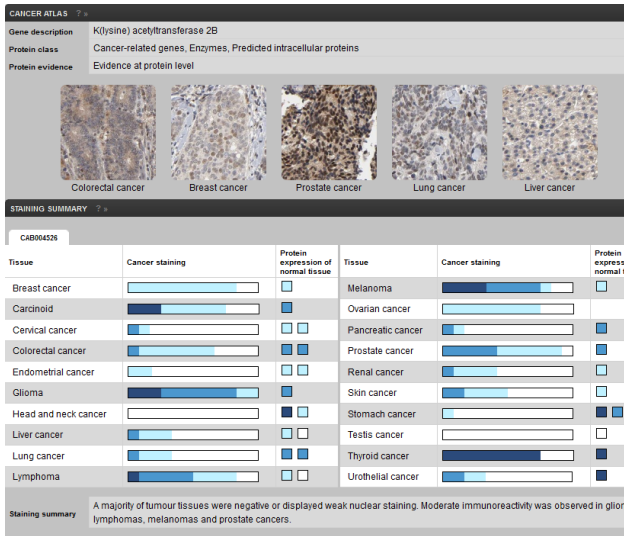 CANCER ATLAS ? »
Gene description K(lysine) acetyltransferase 2B
Protein class Cancer-related genes, Enzymes, Predicted intracellular proteins
Protein evidence Evidence at protein level
Colorectal cancer Breast cancer Prostate cancer Lung cancer Liver cancer
STAINING SUMMARY ? »
CAB004526
Tissue Cancer staining Protein expression of normal tissue Tissue Cancer staining Protein express normal t
Breast cancer Melanoma
Carcinoid Ovarian cancer
Cervical cancer Pancreatic cancer
Colorectal cancer Prostate cancer
Endometrial cancer Renal cancer
Glioma Skin cancer
Head and neck cancer Stomach cancer
Liver cancer Testis cancer
Lung cancer Thyroid cancer
Lymphoma Urothelial cancer
Staining summary A majority of tumour tissues were negative or displayed weak nuclear staining. Moderate immunoreactivity was observed in glior
lymphomas, melanomas and prostate cancers.